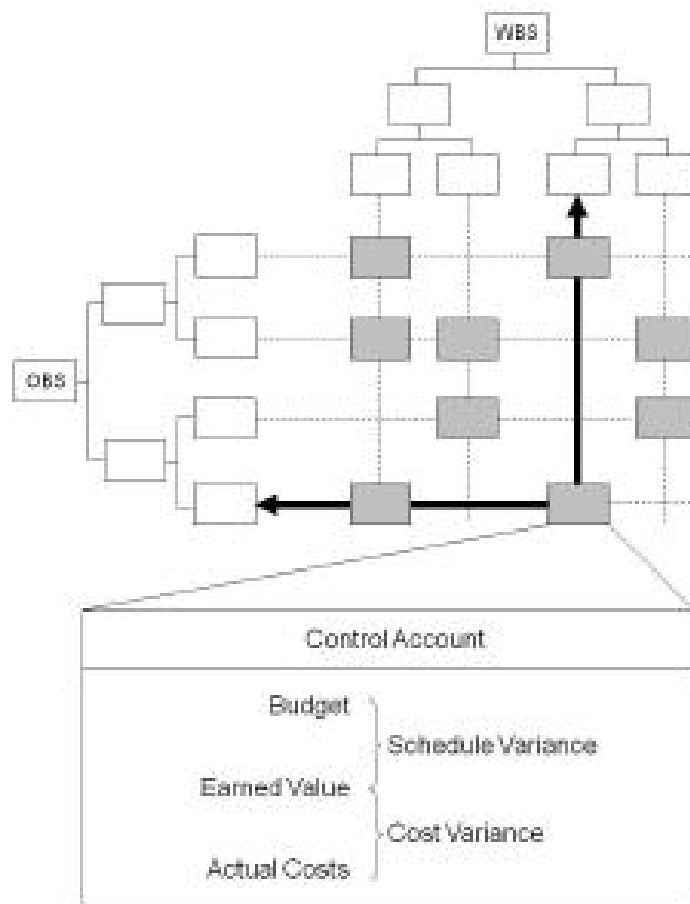 WBS
OBS
Control Account
Budget
Schedule Variance
Earned Value
Cost Variance
Actual Costs